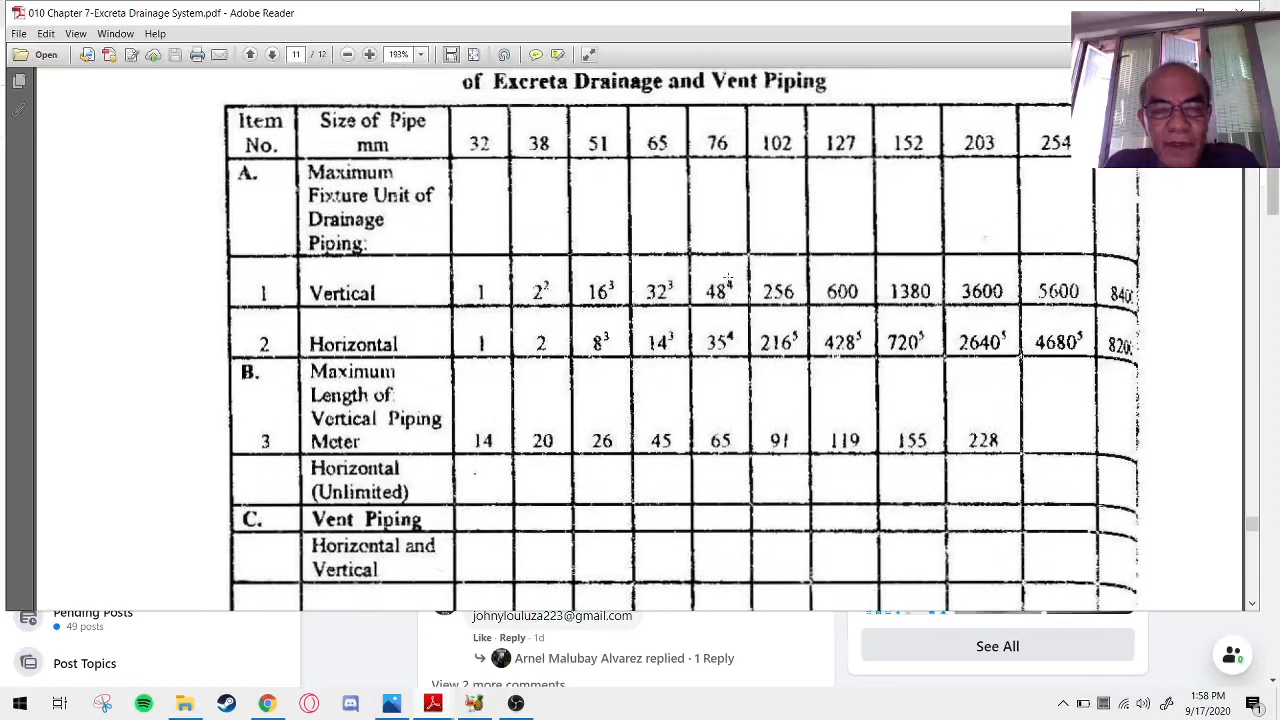 010 Chapter 7-Excreta Drainage System.pdf - Adobe Reader
File Edit View Window Help
Open 11 / 12 193%
of Excreta Drainage and Vent Piping
Item No. Size of Pipe mm 32 38 51 65 76 102 127 152 203 254
A. Maximum
Fixture Unit of
Drainage
Piping:
1 Vertical 1 2² 16³ 32³ 48⁴ 256 600 1380 3600 5600
2 Horizontal 1 2 8³ 14³ 35⁴ 216⁵ 428⁵ 720⁵ 2640⁵ 4680⁵
B. Maximum
Length of
Vertical Piping
3 Meter 14 20 26 45 65 91 119 155 228
Horizontal
(Unlimited)
C. Vent Piping
Horizontal and
Vertical
Pending Posts
49 posts
Post Topics
johnylouluza223@gmail.com
Like · Reply · 1d
Arnel Malubay Alvarez replied · 1 Reply
View 2 more comments
See All
0
1:58 PM
9/17/2020
1